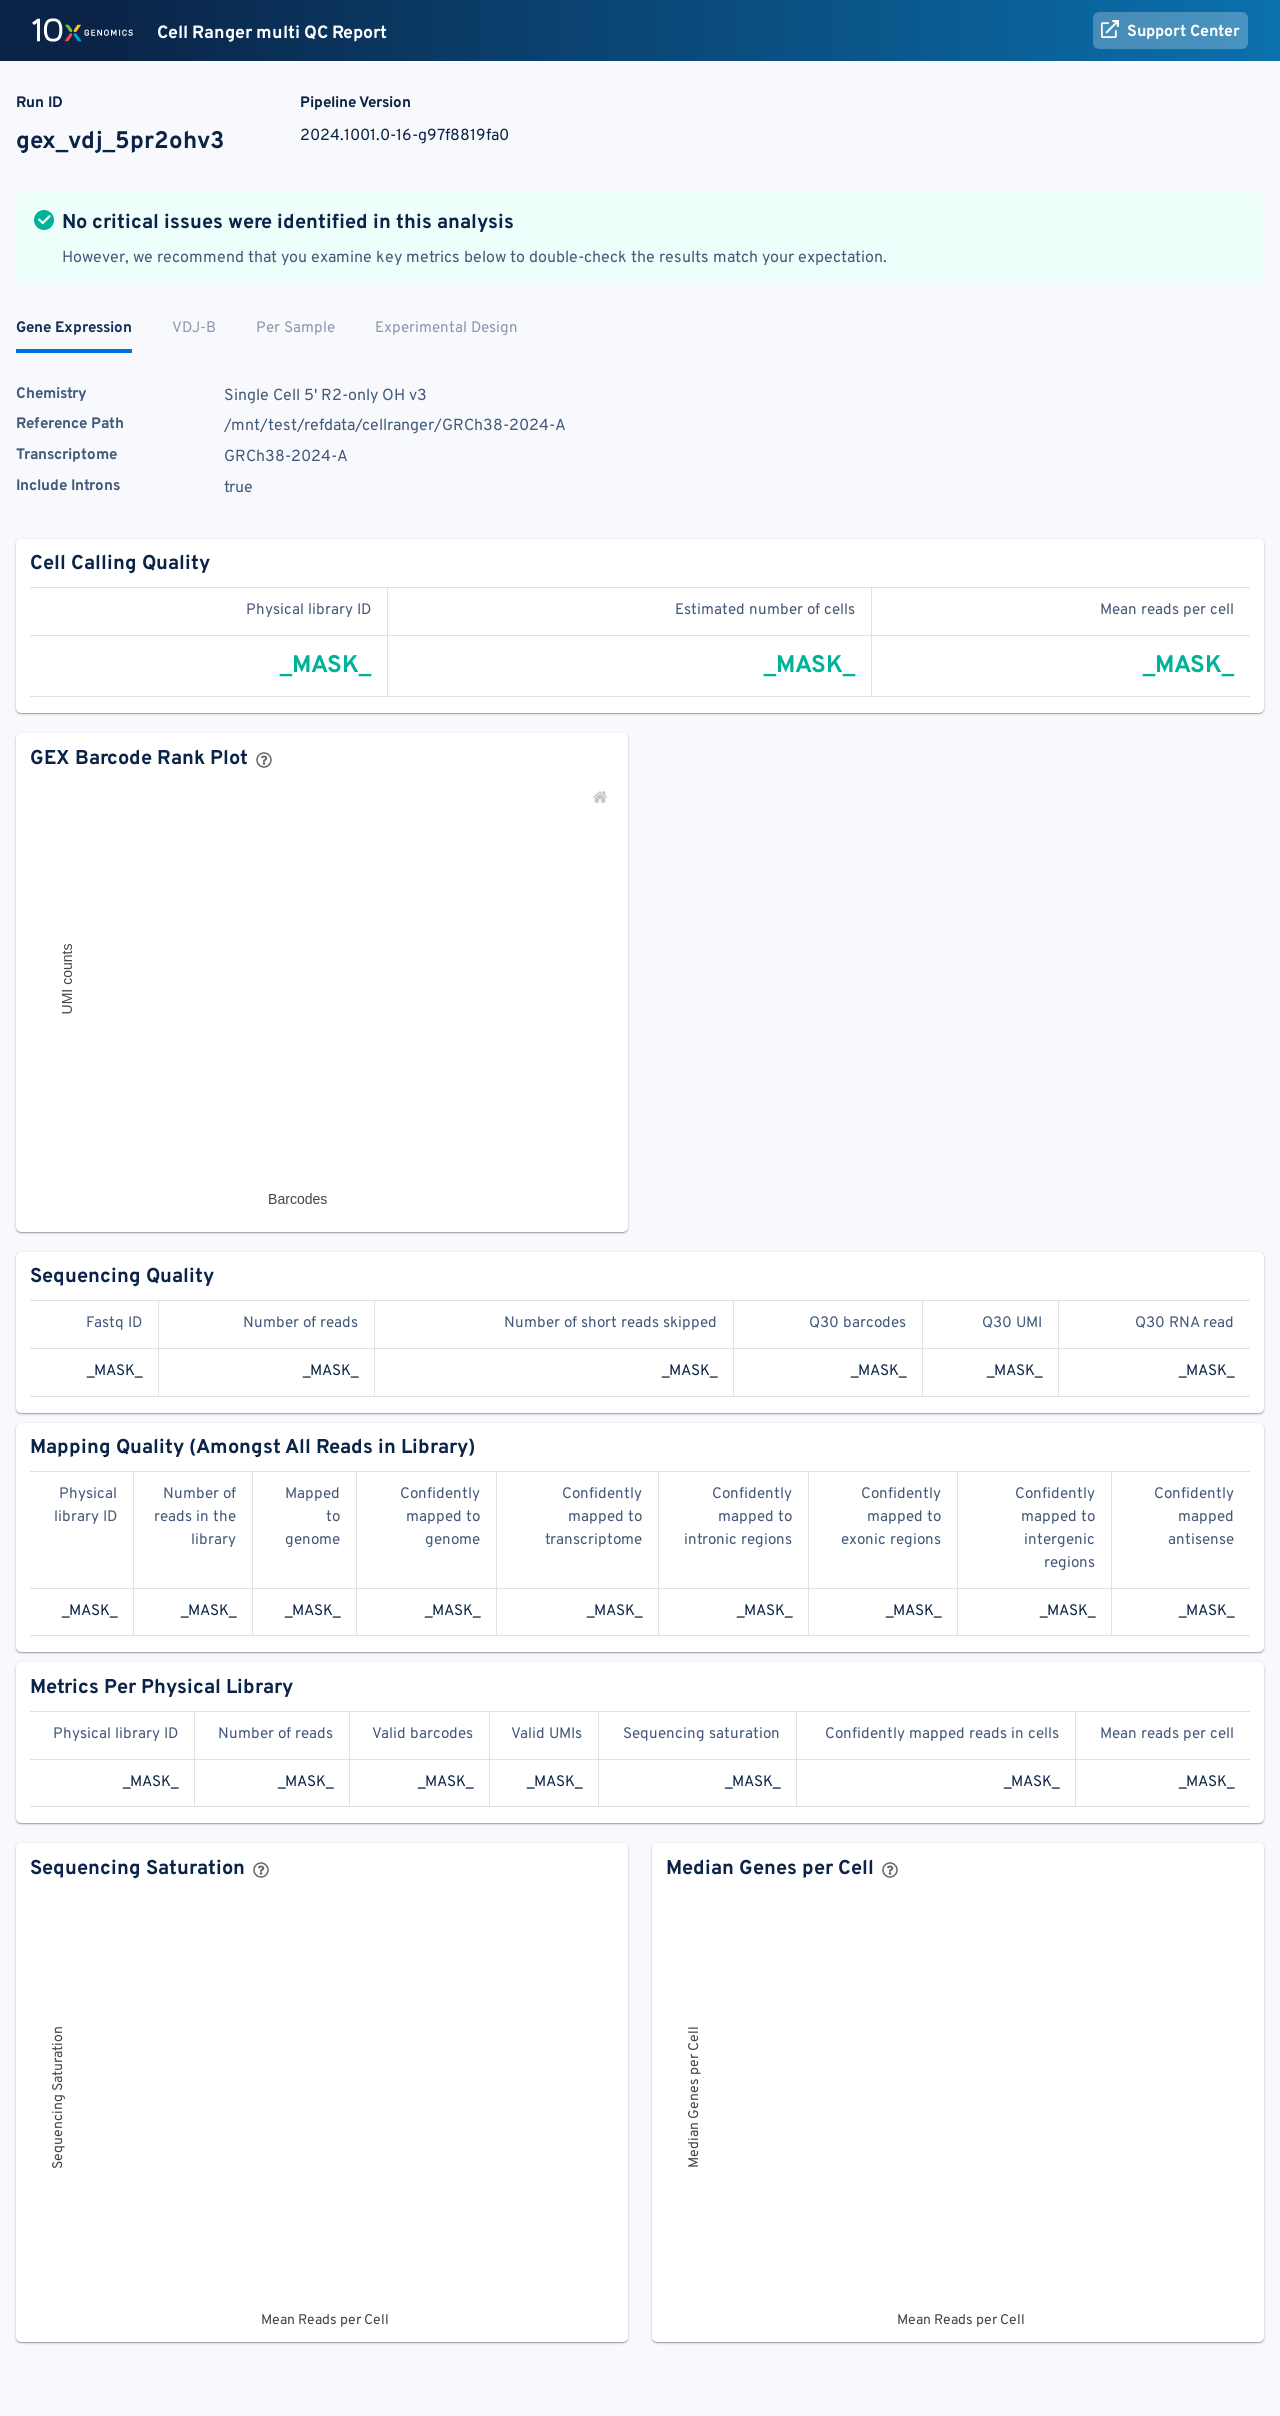 10x GENOMICS Cell Ranger multi QC Report Support Center
Run ID Pipeline Version
gex_vdj_5pr2ohv3 2024.1001.0-16-g97f8819fa0
No critical issues were identified in this analysis
However, we recommend that you examine key metrics below to double-check the results match your expectation.
Gene Expression VDJ-B Per Sample Experimental Design
Chemistry Single Cell 5' R2-only OH v3
Reference Path /mnt/test/refdata/cellranger/GRCh38-2024-A
Transcriptome GRCh38-2024-A
Include Introns true
Cell Calling Quality
Physical library ID Estimated number of cells Mean reads per cell
_MASK_ _MASK_ _MASK_
GEX Barcode Rank Plot ?
UMI counts
Barcodes
Sequencing Quality
Fastq ID Number of reads Number of short reads skipped Q30 barcodes Q30 UMI Q30 RNA read
_MASK_ _MASK_ _MASK_ _MASK_ _MASK_ _MASK_
Mapping Quality (Amongst All Reads in Library)
Physical Number of Mapped Confidently Confidently Confidently Confidently Confidently Confidently
library ID reads in the to mapped to mapped to mapped to mapped to mapped to mapped
library genome genome transcriptome intronic regions exonic regions intergenic antisense
regions
_MASK_ _MASK_ _MASK_ _MASK_ _MASK_ _MASK_ _MASK_ _MASK_ _MASK_
Metrics Per Physical Library
Physical library ID Number of reads Valid barcodes Valid UMIs Sequencing saturation Confidently mapped reads in cells Mean reads per cell
_MASK_ _MASK_ _MASK_ _MASK_ _MASK_ _MASK_ _MASK_
Sequencing Saturation ?
Sequencing Saturation
Mean Reads per Cell
Median Genes per Cell ?
Median Genes per Cell
Mean Reads per Cell